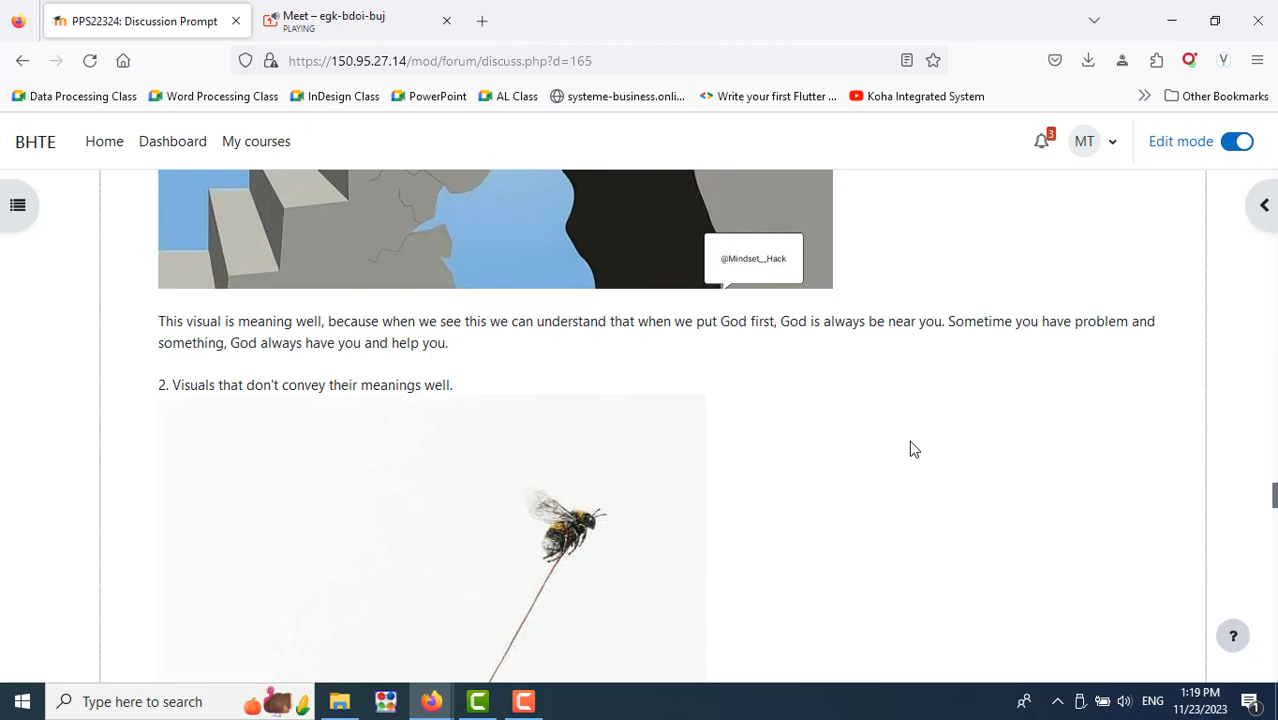 PPS22324: Discussion Prompt
Meet – egk-bdoi-buj
PLAYING
https://150.95.27.14/mod/forum/discuss.php?d=165
Data Processing Class
Word Processing Class
InDesign Class
PowerPoint
AL Class
systeme-business.onli...
Write your first Flutter ...
Koha Integrated System
Other Bookmarks
BHTE
Home
Dashboard
My courses
3
MT
Edit mode
@Mindset__Hack
This visual is meaning well, because when we see this we can understand that when we put God first, God is always be near you. Sometime you have problem and
something, God always have you and help you.
2. Visuals that don't convey their meanings well.
?
Type here to search
ENG
1:19 PM
11/23/2023
1